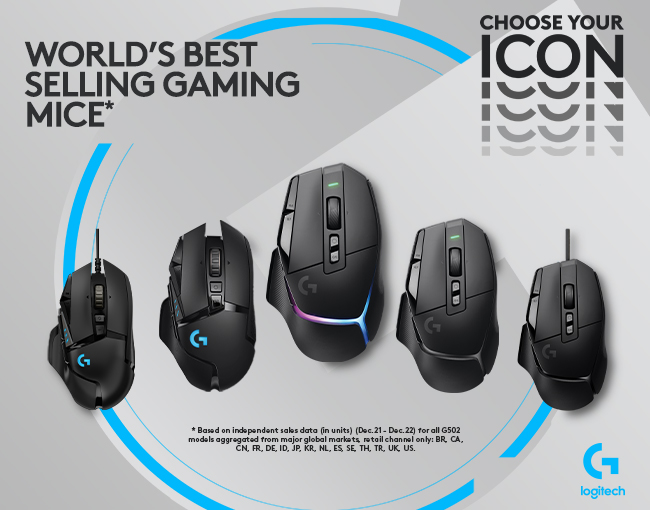 WORLD'S BEST
SELLING GAMING
MICE*
CHOOSE YOUR
ICON
* Based on independent sales data (in units) (Dec.21 - Dec.22) for all G502
models aggregated from major global markets, retail channel only: BR, CA,
CN, FR, DE, ID, JP, KR, NL, ES, SE, TH, TR, UK, US.
logitech